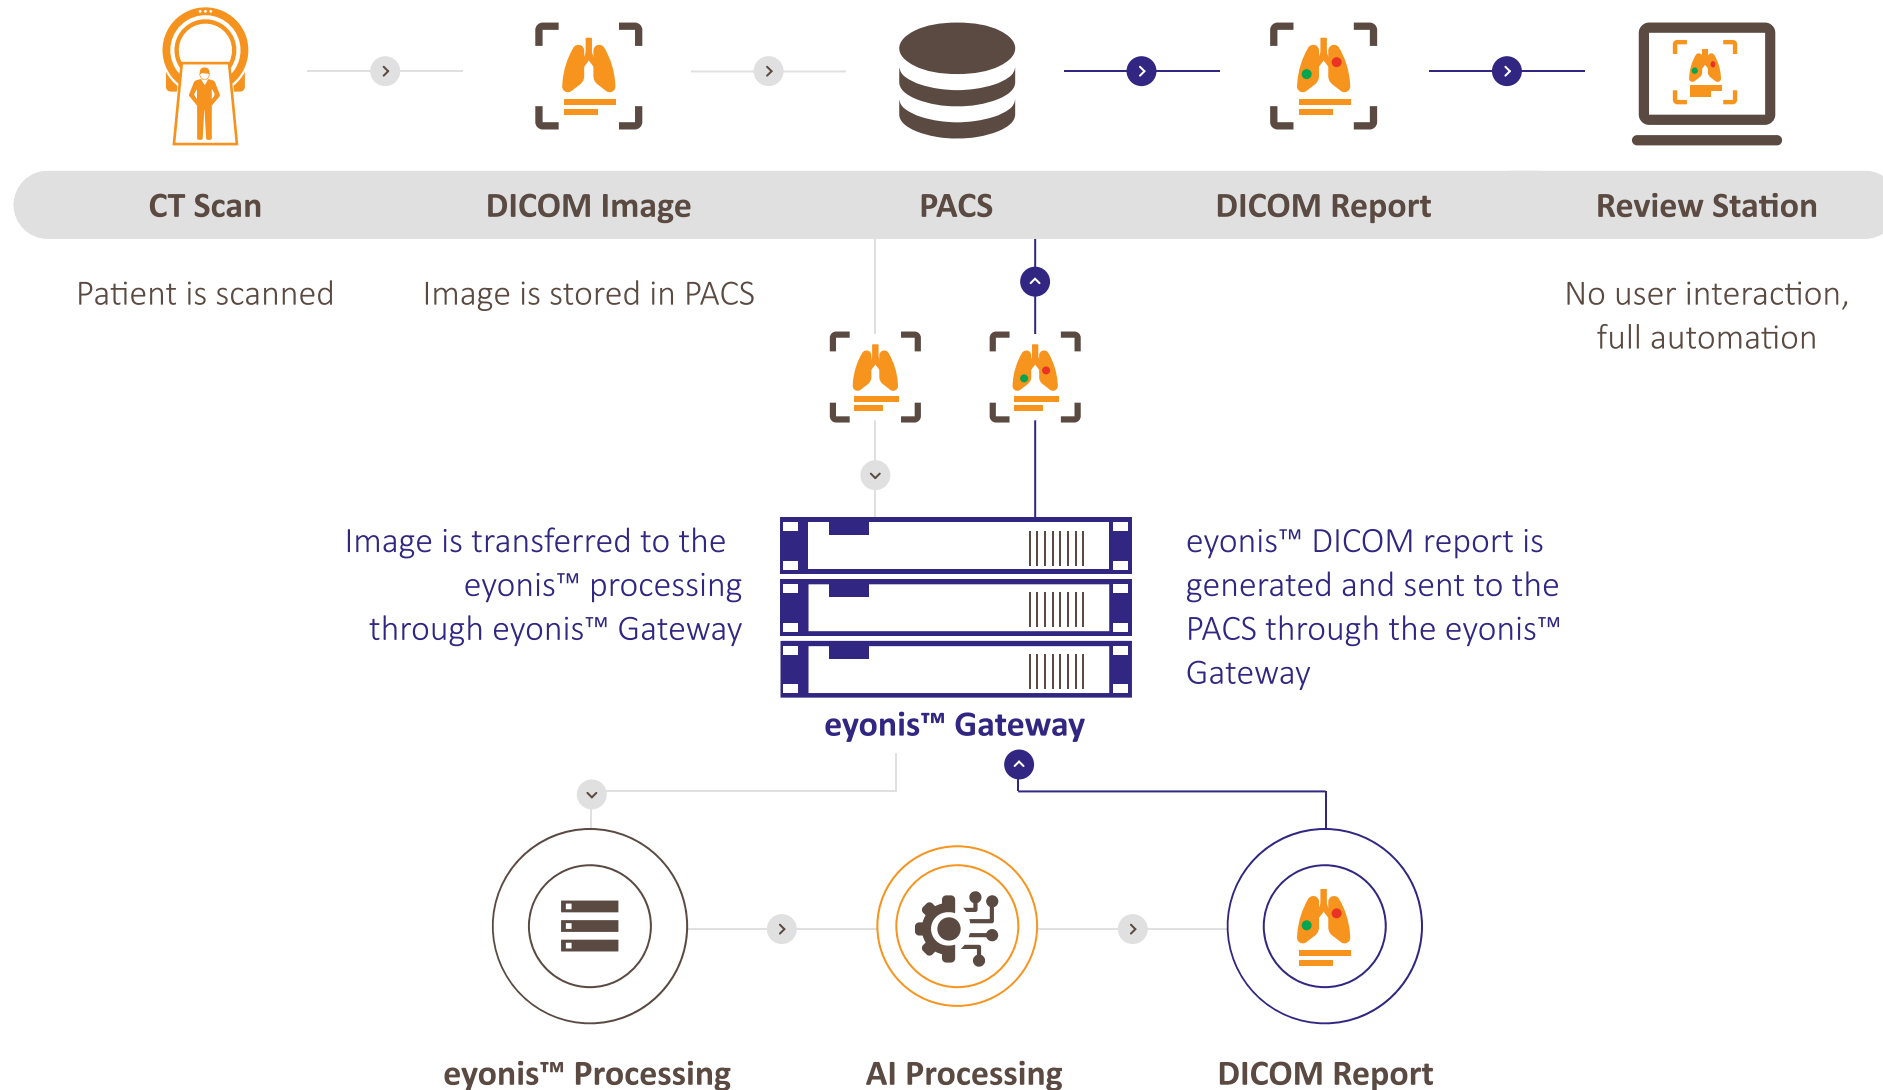 CT Scan
DICOM Image
PACS
DICOM Report
Review Station
Patient is scanned
Image is stored in PACS
No user interaction,
full automation
Image is transferred to the
eyonis™ processing
through eyonis™ Gateway
eyonis™ DICOM report is
generated and sent to the
PACS through the eyonis™
Gateway
eyonis™ Gateway
eyonis™ Processing
AI Processing
DICOM Report